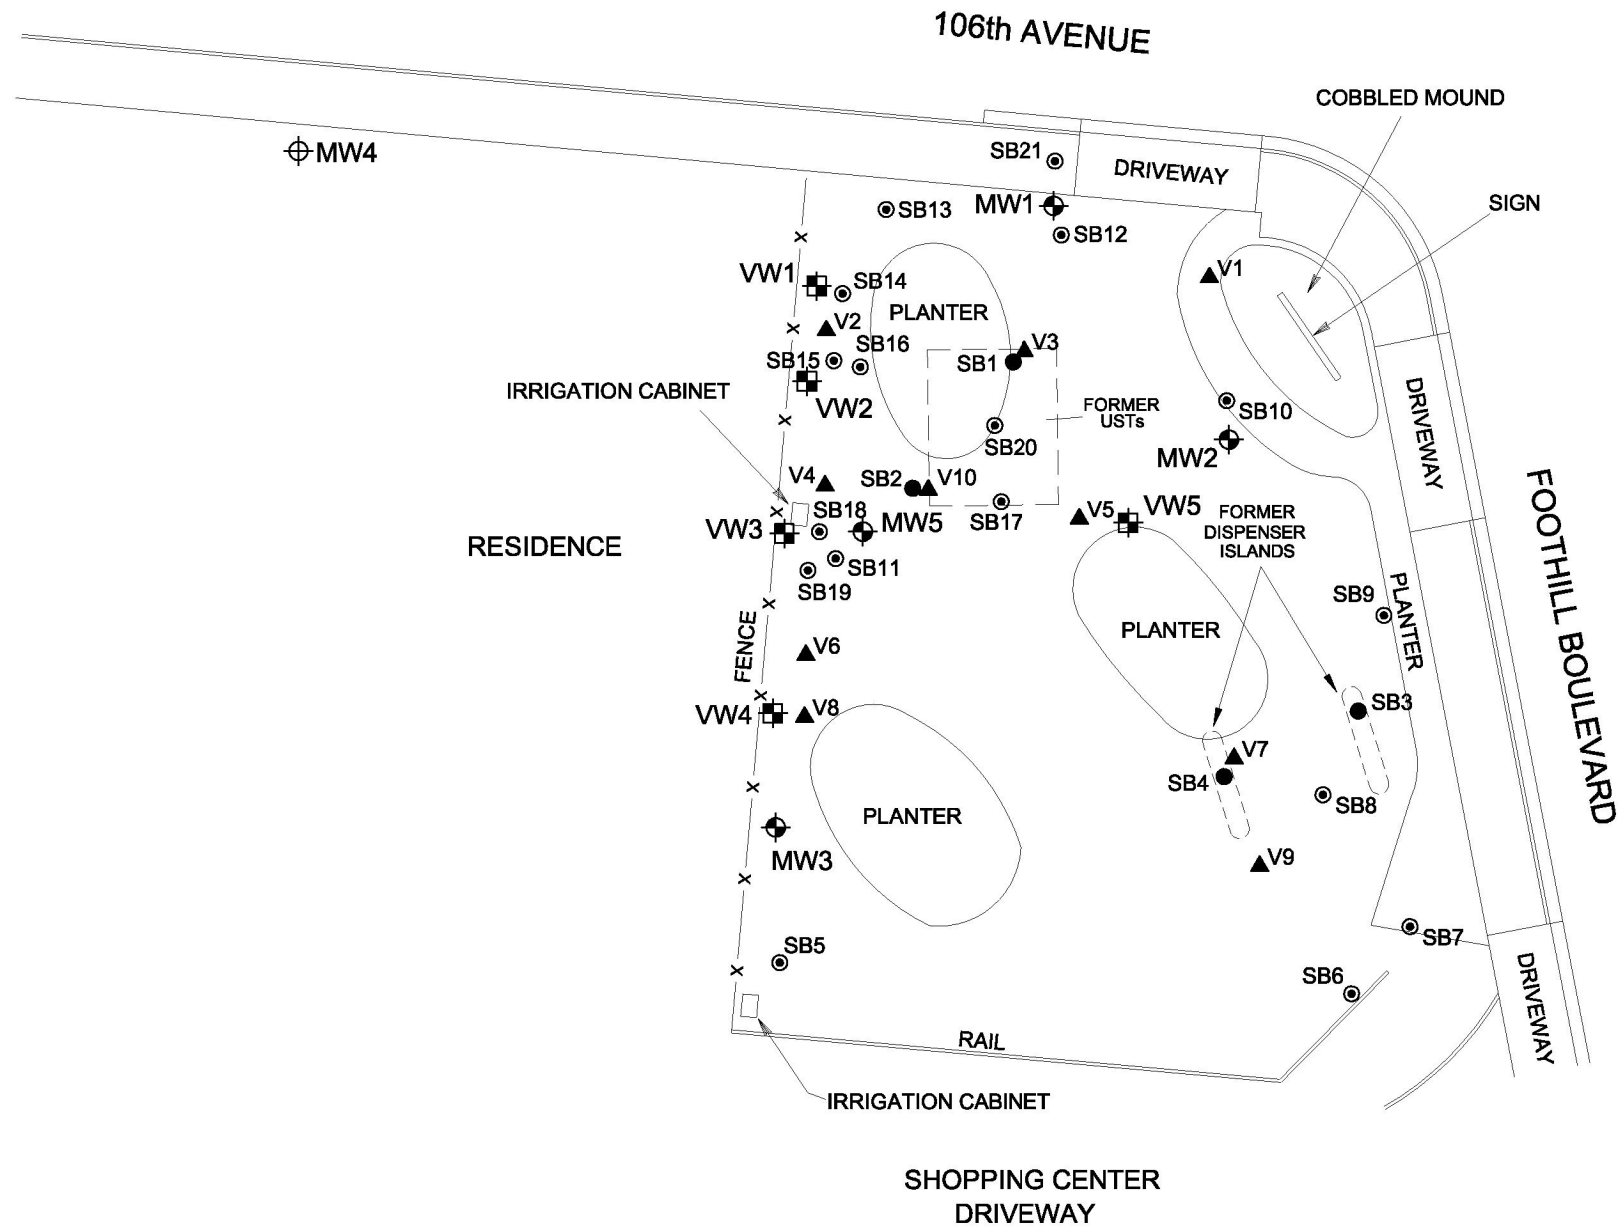 106th AVENUE
COBBLED MOUND
MW4
SB21
DRIVEWAY
SIGN
SB13
MW1
SB12
VW1
SB14
V1
PLANTER
V2
SB15
SB16
SB1
V3
IRRIGATION CABINET
VW2
FORMER
USTs
SB10
DRIVEWAY
SB20
MW2
V4
SB2
V10
SB18
MW5
SB17
V5
VW5
FORMER
DISPENSER
ISLANDS
VW3
RESIDENCE
SB11
SB19
FOOTHILL BOULEVARD
SB9
PLANTER
PLANTER
FENCE
V6
VW4
V8
SB3
V7
SB4
SB8
PLANTER
MW3
V9
SB5
SB7
SB6
DRIVEWAY
RAIL
IRRIGATION CABINET
SHOPPING CENTER
DRIVEWAY
x
x
x
x
x
x
x
x
x